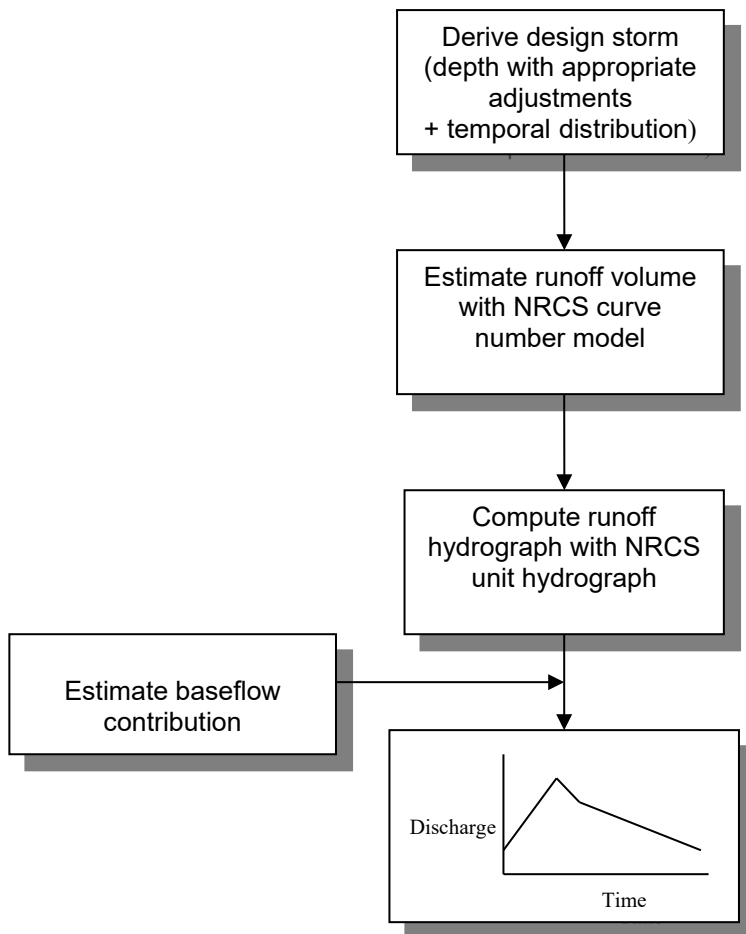 Derive design storm
(depth with appropriate
adjustments
+ temporal distribution)
Estimate runoff volume
with NRCS curve
number model
Compute runoff
hydrograph with NRCS
unit hydrograph
Estimate baseflow
contribution
Discharge
Time